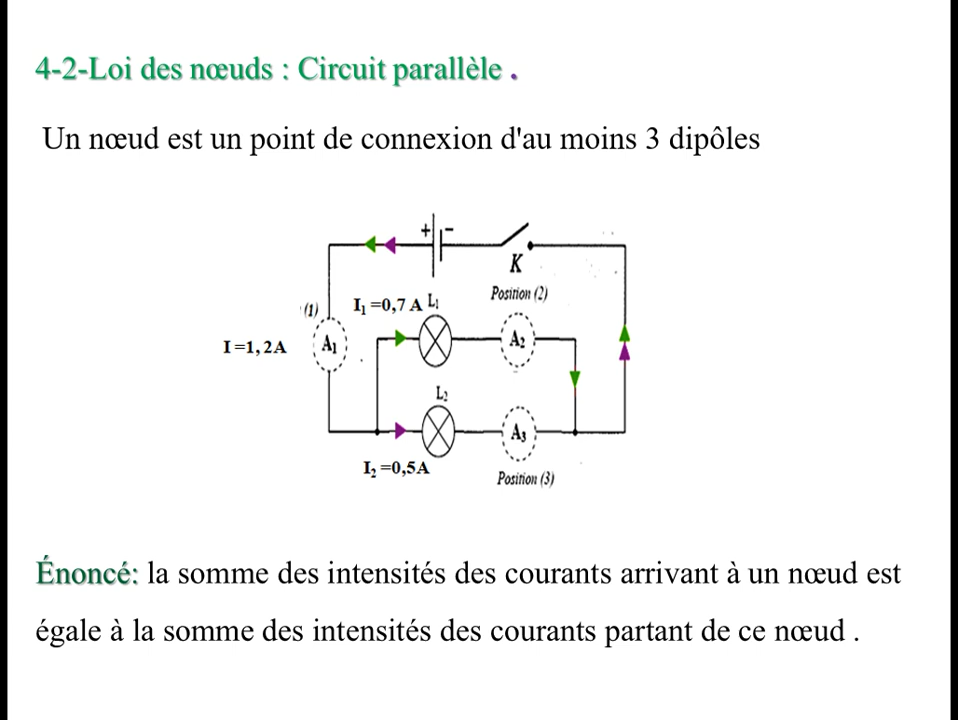 4-2-Loi des nœuds : Circuit parallèle .
Un nœud est un point de connexion d'au moins 3 dipôles
+ -
K
Position (2)
(1)
I₁ =0,7 A L₁
I=1, 2A
A₁
A₂
L₂
A₃
I₂ =0,5A
Position (3)
Énoncé: la somme des intensités des courants arrivant à un nœud est
égale à la somme des intensités des courants partant de ce nœud .